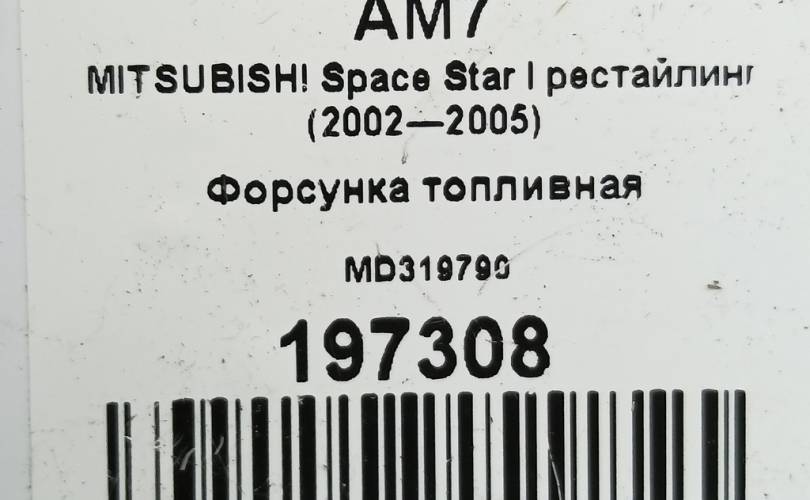 AM7
MITSUBISHI Space Star I рестайлинг
(2002—2005)
Форсунка топливная
MD319790
197308